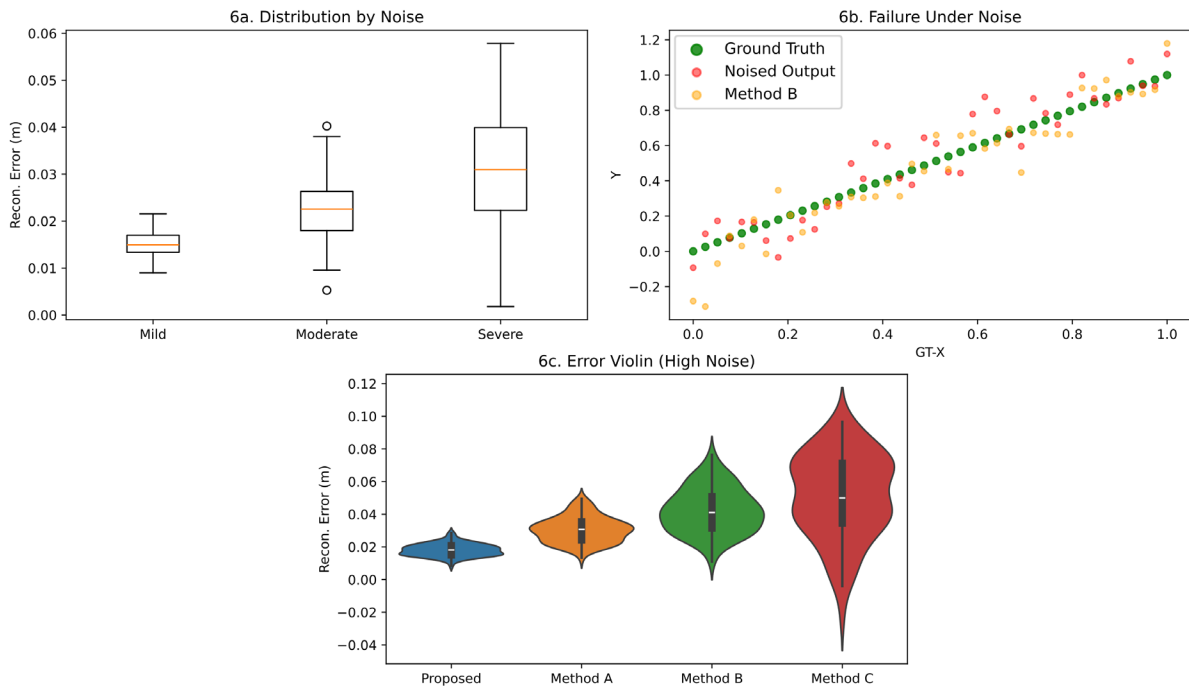 6a. Distribution by Noise
Recon. Error (m)
0.06
0.05
0.04
0.03
0.02
0.01
0.00
Mild Moderate Severe
6b. Failure Under Noise
Ground Truth
Noised Output
Method B
Y
1.2
1.0
0.8
0.6
0.4
0.2
0.0
−0.2
0.0 0.2 0.4 0.6 0.8 1.0
GT-X
6c. Error Violin (High Noise)
Recon. Error (m)
0.12
0.10
0.08
0.06
0.04
0.02
0.00
−0.02
−0.04
Proposed Method A Method B Method C